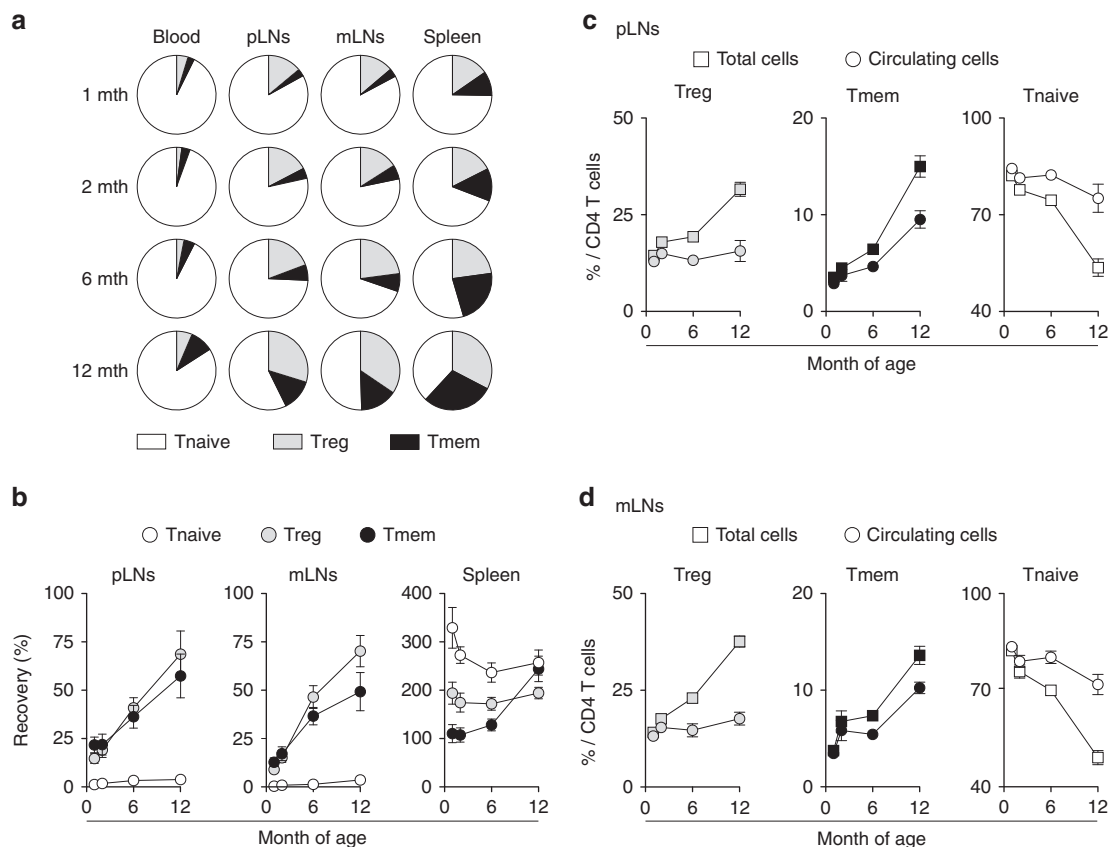 a
Blood pLNs mLNs Spleen
1 mth
2 mth
6 mth
12 mth
Tnaive Treg Tmem
b
Tnaive Treg Tmem
pLNs mLNs Spleen
Recovery (%)
100 100 400
75 75 300
50 50 200
25 25 100
0 0 0
0 6 12 0 6 12 0 6 12
Month of age
c pLNs
Total cells Circulating cells
Treg Tmem Tnaive
% / CD4 T cells
50 20 100
25 10 70
0 0 40
0 6 12 0 6 12 0 6 12
Month of age
d mLNs
Total cells Circulating cells
Treg Tmem Tnaive
% / CD4 T cells
50 20 100
25 10 70
0 0 40
0 6 12 0 6 12 0 6 12
Month of age